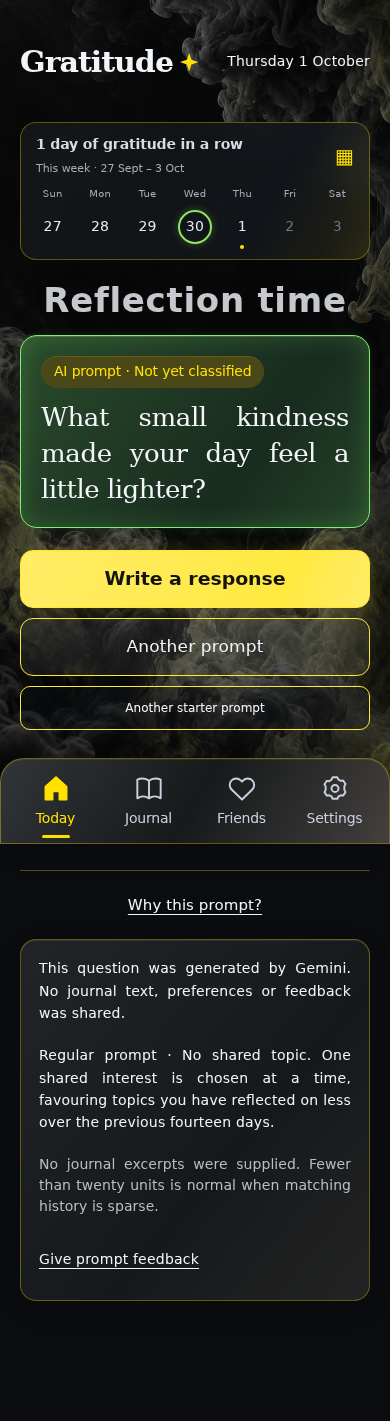 Gratitude
Thursday 1 October
1 day of gratitude in a row
This week · 27 Sept – 3 Oct
Sun Mon Tue Wed Thu Fri Sat
27 28 29 30 1 2 3
Reflection time
AI prompt · Not yet classified
What small kindness
made your day feel a
little lighter?
Write a response
Another prompt
Another starter prompt
Today Journal Friends Settings
Why this prompt?
This question was generated by Gemini.
No journal text, preferences or feedback
was shared.
Regular prompt · No shared topic. One
shared interest is chosen at a time,
favouring topics you have reflected on less
over the previous fourteen days.
No journal excerpts were supplied. Fewer
than twenty units is normal when matching
history is sparse.
Give prompt feedback